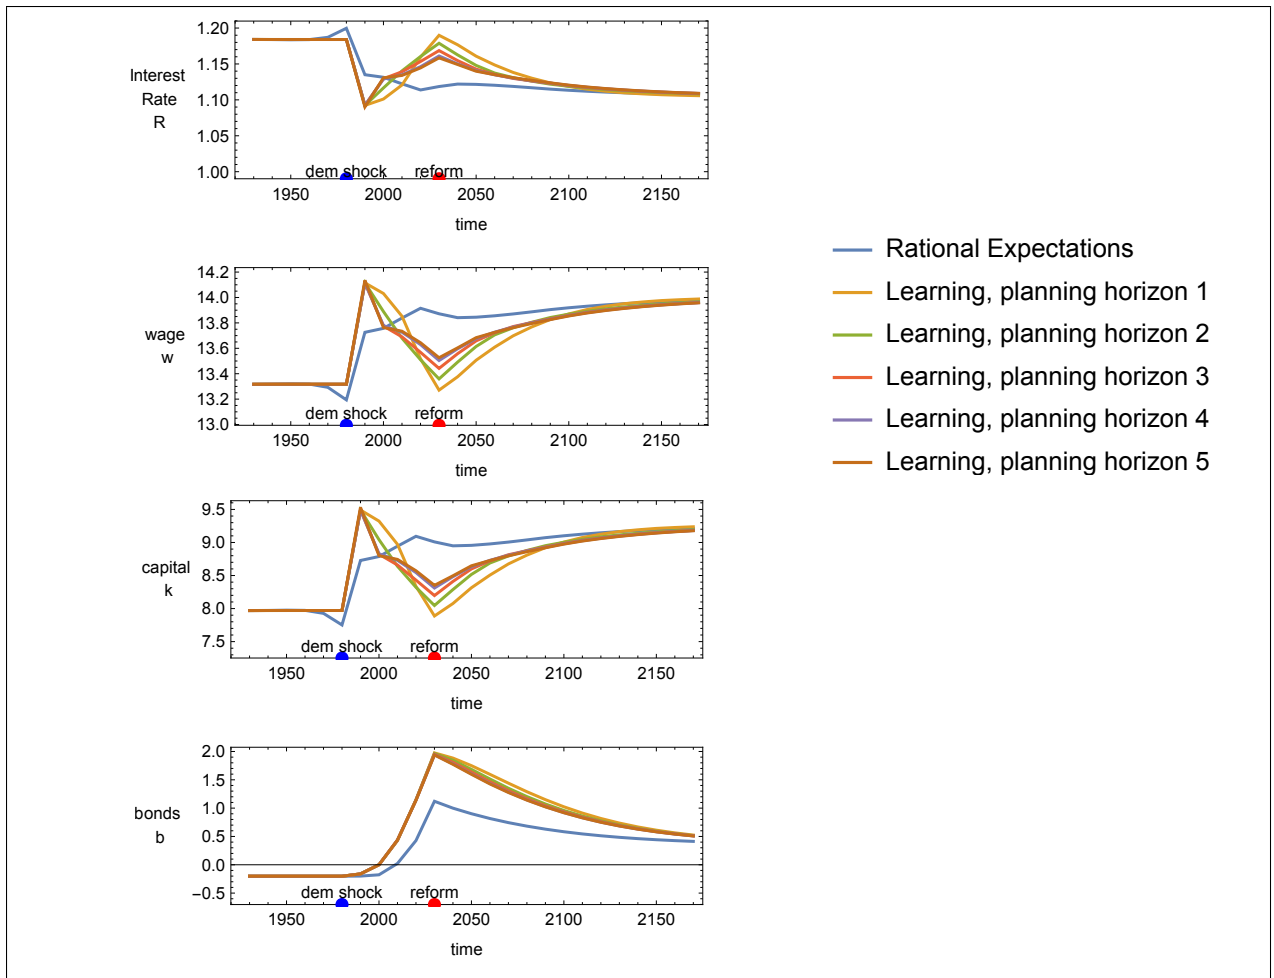 1.20
1.15
1.10
1.05
1.00
Interest
Rate
R
dem shock
reform
1950
2000
2050
2100
2150
time
14.2
14.0
13.8
13.6
13.4
13.2
13.0
wage
w
dem shock
reform
1950
2000
2050
2100
2150
time
9.5
9.0
8.5
8.0
7.5
capital
k
dem shock
reform
1950
2000
2050
2100
2150
time
2.0
1.5
1.0
0.5
0.0
−0.5
bonds
b
dem shock
reform
1950
2000
2050
2100
2150
time
Rational Expectations
Learning, planning horizon 1
Learning, planning horizon 2
Learning, planning horizon 3
Learning, planning horizon 4
Learning, planning horizon 5